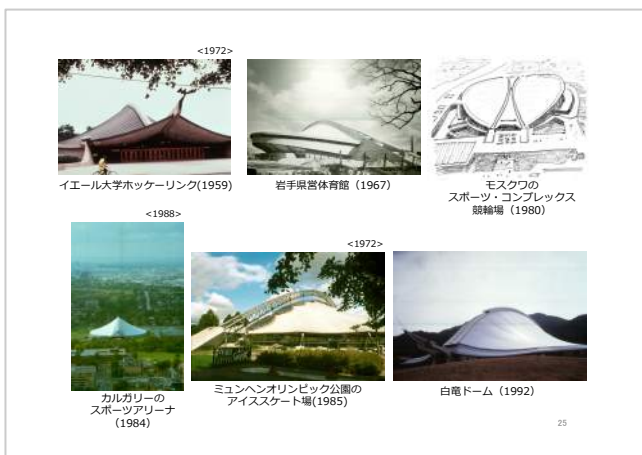 <1972>
イエール大学ホッケーリンク(1959)
岩手県営体育館（1967）
モスクワの
スポーツ・コンプレックス
競輪場（1980）
<1988>
カルガリーの
スポーツアリーナ
（1984）
<1972>
ミュンヘンオリンピック公園の
アイススケート場(1985)
白竜ドーム（1992）
25